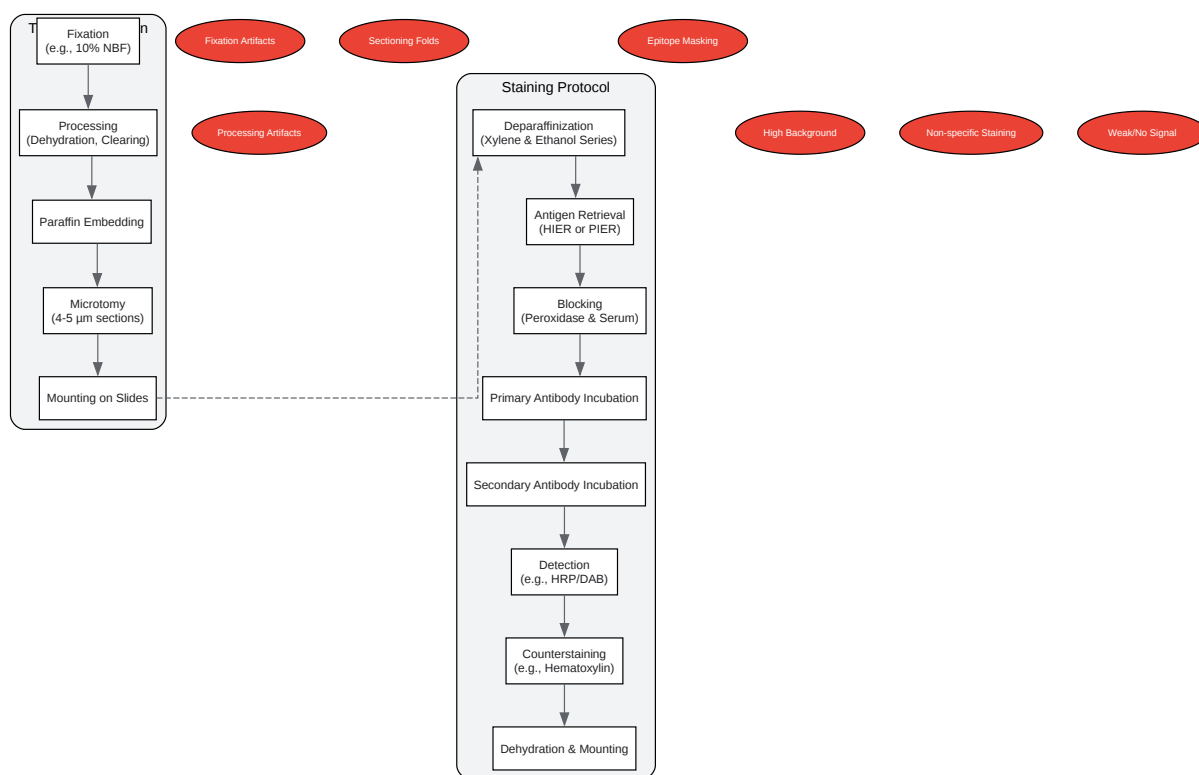 Fixation
(e.g., 10% NBF)
Processing
(Dehydration, Clearing)
Paraffin Embedding
Microtomy
(4-5 µm sections)
Mounting on Slides
Fixation Artifacts
Sectioning Folds
Epitope Masking
Processing Artifacts
High Background
Non-specific Staining
Weak/No Signal
Staining Protocol
Deparaffinization
(Xylene & Ethanol Series)
Antigen Retrieval
(HIER or PIER)
Blocking
(Peroxidase & Serum)
Primary Antibody Incubation
Secondary Antibody Incubation
Detection
(e.g., HRP/DAB)
Counterstaining
(e.g., Hematoxylin)
Dehydration & Mounting